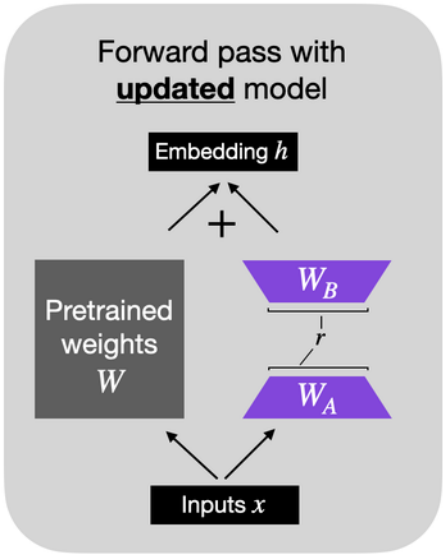 Forward pass with
updated model
Embedding h
+
Pretrained
weights
W
W_B
r
W_A
Inputs x